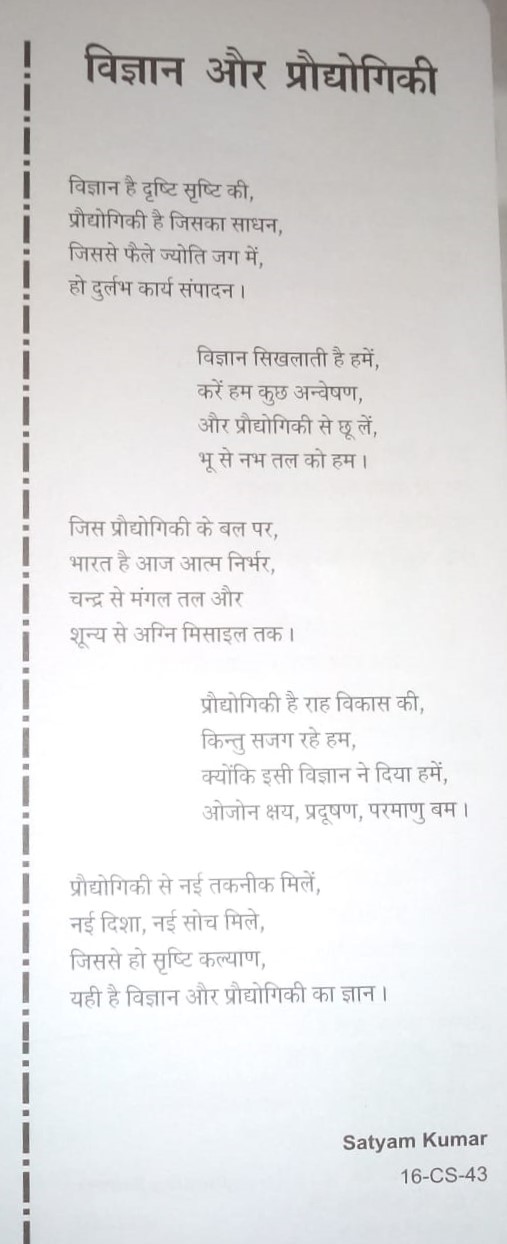 विज्ञान और प्रौद्योगिकी
विज्ञान है दृष्टि सृष्टि की,
प्रौद्योगिकी है जिसका साधन,
जिससे फैले ज्योति जग में,
हो दुर्लभ कार्य संपादन।
विज्ञान सिखलाती है हमें,
करें हम कुछ अन्वेषण,
और प्रौद्योगिकी से छू लें,
भू से नभ तल को हम।
जिस प्रौद्योगिकी के बल पर,
भारत है आज आत्म निर्भर,
चन्द्र से मंगल तल और
शून्य से अग्नि मिसाइल तक।
प्रौद्योगिकी है राह विकास की,
किन्तु सजग रहे हम,
क्योंकि इसी विज्ञान ने दिया हमें,
ओजोन क्षय, प्रदूषण, परमाणु बम।
प्रौद्योगिकी से नई तकनीक मिलें,
नई दिशा, नई सोच मिले,
जिससे हो सृष्टि कल्याण,
यही है विज्ञान और प्रौद्योगिकी का ज्ञान।
Satyam Kumar
16-CS-43